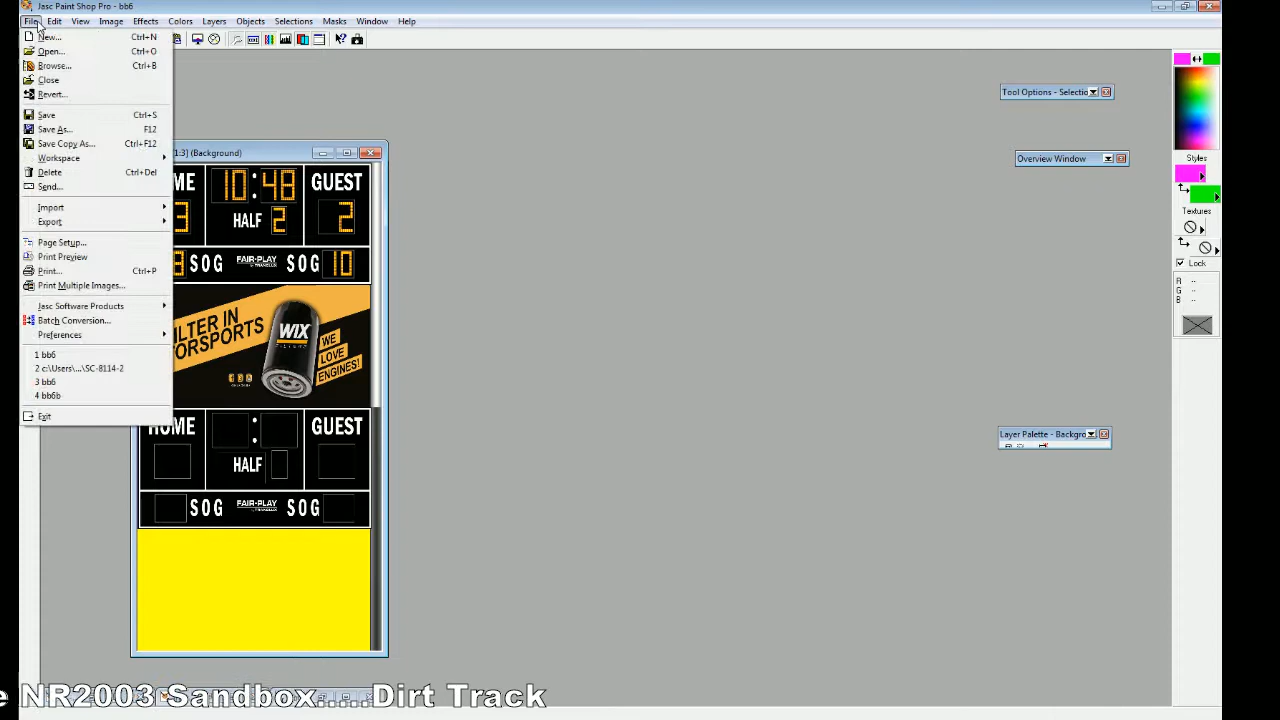 Jasc Paint Shop Pro - bb6
File Edit View Image Effects Colors Layers Objects Selections Masks Window Help
New... Ctrl+N
Open... Ctrl+O
Browse... Ctrl+B
Close
Revert...
Save Ctrl+S
Save As... F12
Save Copy As... Ctrl+F12
Workspace
Delete Ctrl+Del
Send...
Import
Export
Page Setup...
Print Preview
Print... Ctrl+P
Print Multiple Images...
Jasc Software Products
Batch Conversion...
Preferences
1 bb6
2 c:\Users\...\SC-8114-2
3 bb6
4 bb6b
Exit
1:3] (Background)
ME 10:48 GUEST
3 HALF 2 2
SOG FAIR-PLAY SOG 10
ILTER IN
TORSPORTS
WIX
FILTERS
WE
LOVE
ENGINES!
HOME : GUEST
HALF
SOG FAIR-PLAY SOG
Tool Options - Selectio
Overview Window
Layer Palette - Backgro
Styles
Textures
Lock
R --
G --
B --
e NR2003 Sandbox.....Dirt Track